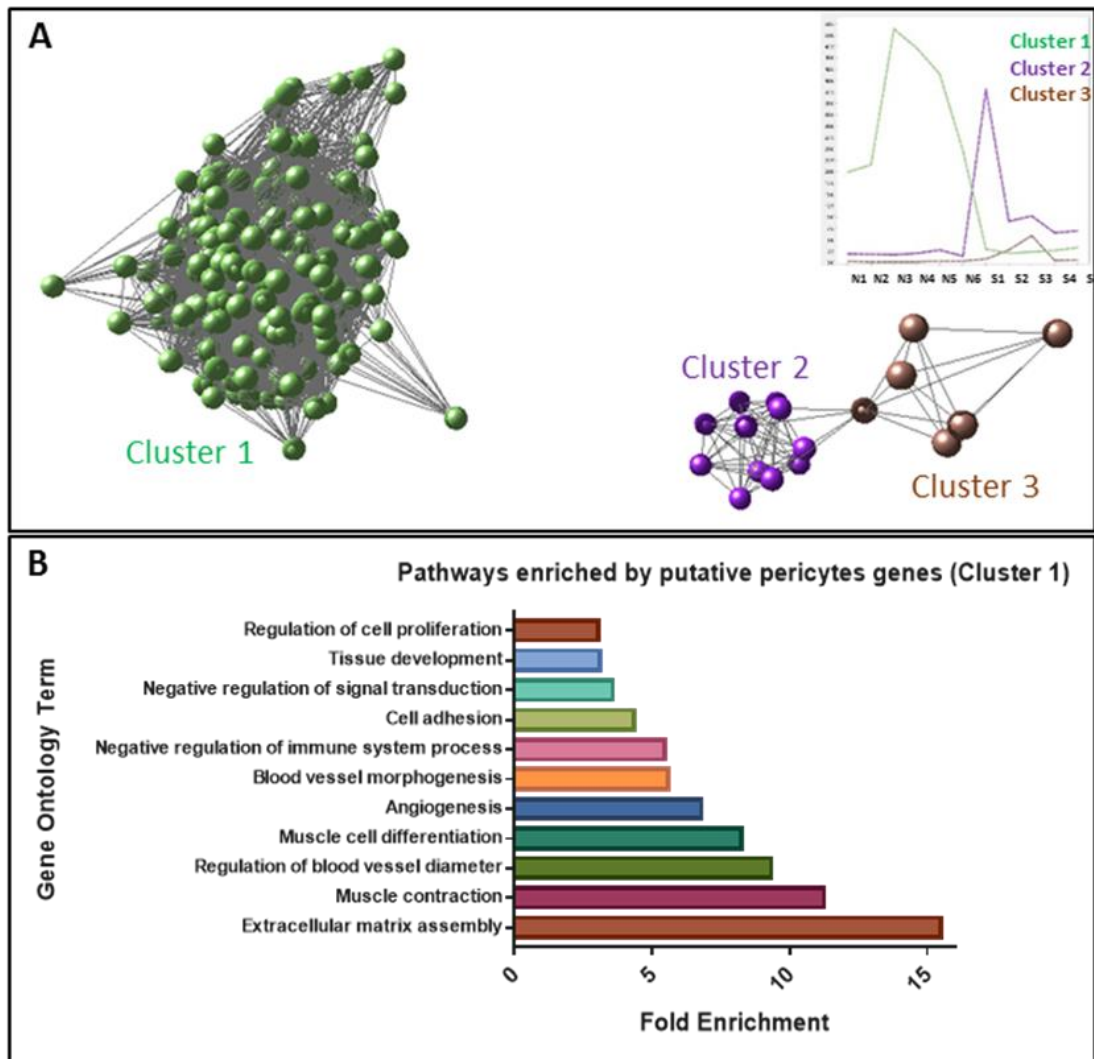 A
Cluster 1
Cluster 2
Cluster 3
N1 N2 N3 N4 N5 N6 S1 S2 S3 S4 S
Cluster 2
Cluster 1
Cluster 3
B
Pathways enriched by putative pericytes genes (Cluster 1)
Gene Ontology Term
Regulation of cell proliferation
Tissue development
Negative regulation of signal transduction
Cell adhesion
Negative regulation of immune system process
Blood vessel morphogenesis
Angiogenesis
Muscle cell differentiation
Regulation of blood vessel diameter
Muscle contraction
Extracellular matrix assembly
0 5 10 15
Fold Enrichment